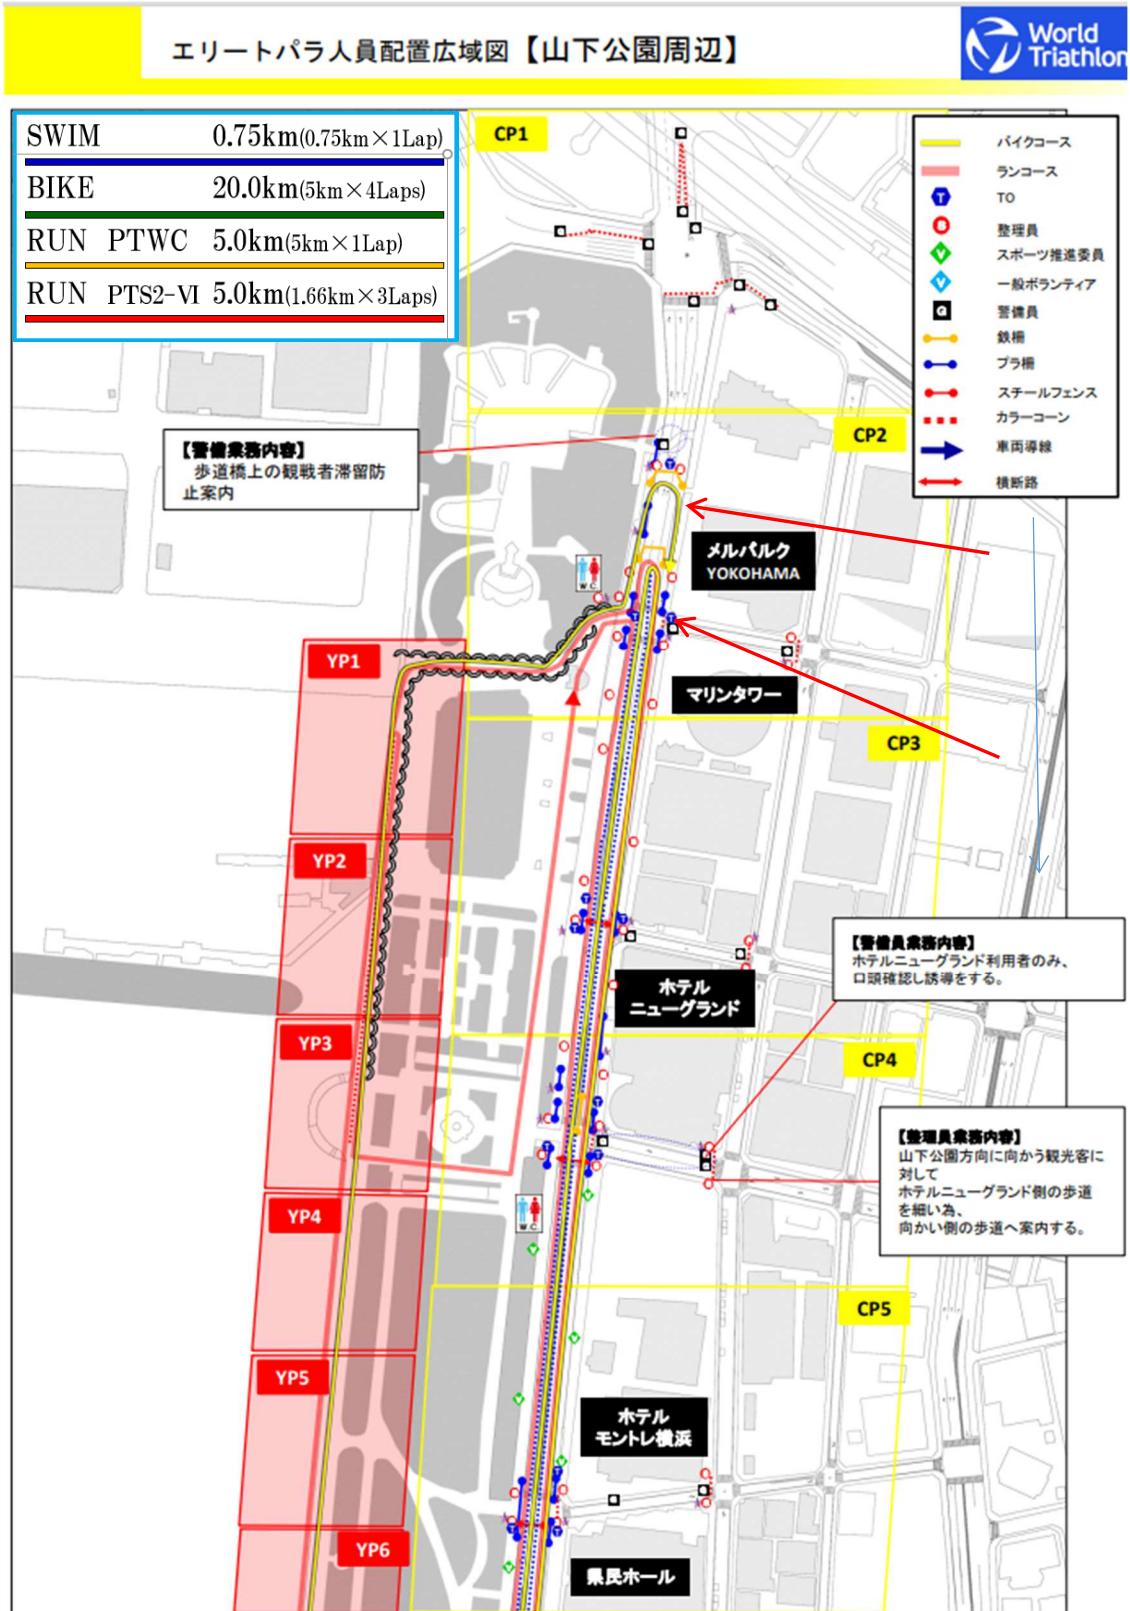 エリートパラ人員配置広域図【山下公園周辺】
World
Triathlon
SWIM 0.75km(0.75km×1Lap)
BIKE 20.0km(5km×4Laps)
RUN PTWC 5.0km(5km×1Lap)
RUN PTS2-VI 5.0km(1.66km×3Laps)
CP1
バイクコース
ランコース
T TO
整理員
V スポーツ推進委員
V 一般ボランティア
G 警備員
鉄柵
プラ柵
スチールフェンス
カラーコーン
車両導線
横断路
CP2
【警備業務内容】
歩道橋上の観戦者滞留防
止案内
メルパルク
YOKOHAMA
W C
YP1
マリンタワー
CP3
YP2
【警備員業務内容】
ホテルニューグランド利用者のみ、
口頭確認し誘導をする。
ホテル
ニューグランド
YP3
CP4
【整理員業務内容】
山下公園方向に向かう観光客に
対して
ホテルニューグランド側の歩道
を細い為、
向かい側の歩道へ案内する。
YP4
W C
CP5
YP5
ホテル
モントレ横浜
YP6
県民ホール